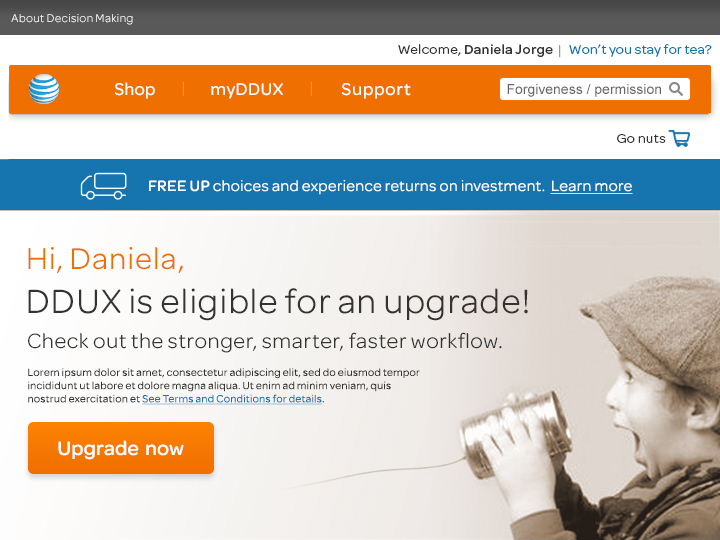 About Decision Making
Welcome, Daniela Jorge | Won't you stay for tea?
Shop | myDDUX | Support
Forgiveness / permission
Go nuts
FREE UP choices and experience returns on investment. Learn more
Hi, Daniela,
DDUX is eligible for an upgrade!
Check out the stronger, smarter, faster workflow.
Lorem ipsum dolor sit amet, consectetur adipiscing elit, sed do eiusmod tempor
incididunt ut labore et dolore magna aliqua. Ut enim ad minim veniam, quis
nostrud exercitation et See Terms and Conditions for details.
Upgrade now